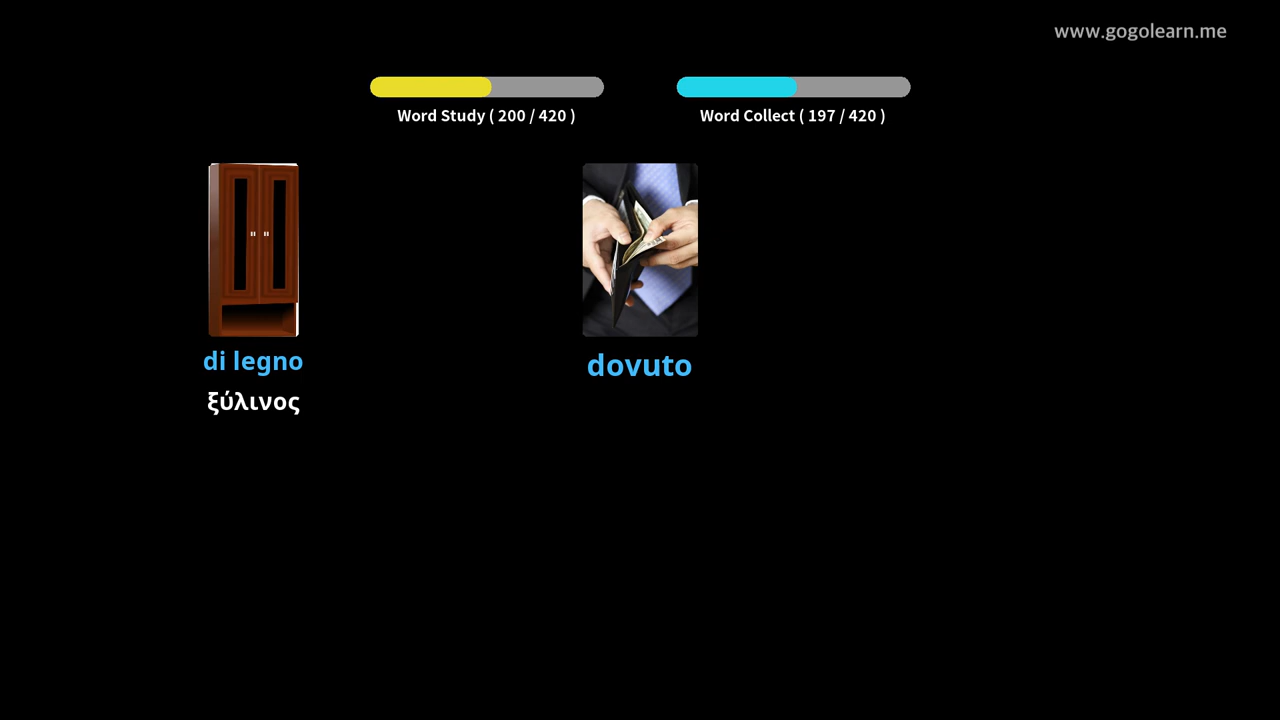 www.gogolearn.me
Word Study ( 200 / 420 )
Word Collect ( 197 / 420 )
di legno
ξύλινος
dovuto